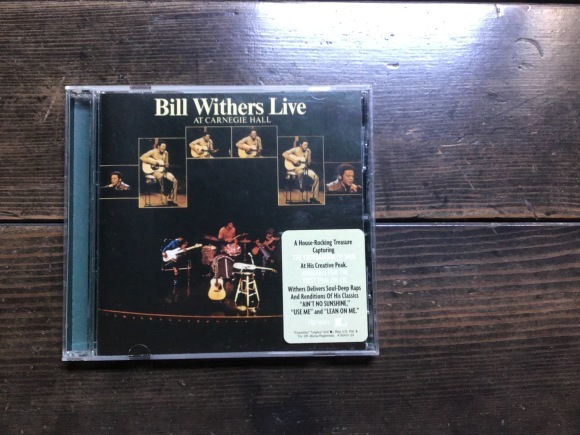 Bill Withers Live
AT CARNEGIE HALL
A House-Rocking Treasure
Capturing
At His Creative Peak.
Withers Delivers Soul-Deep Raps
And Renditions Of His Classics
"AIN'T NO SUNSHINE,"
"USE ME" and "LEAN ON ME."